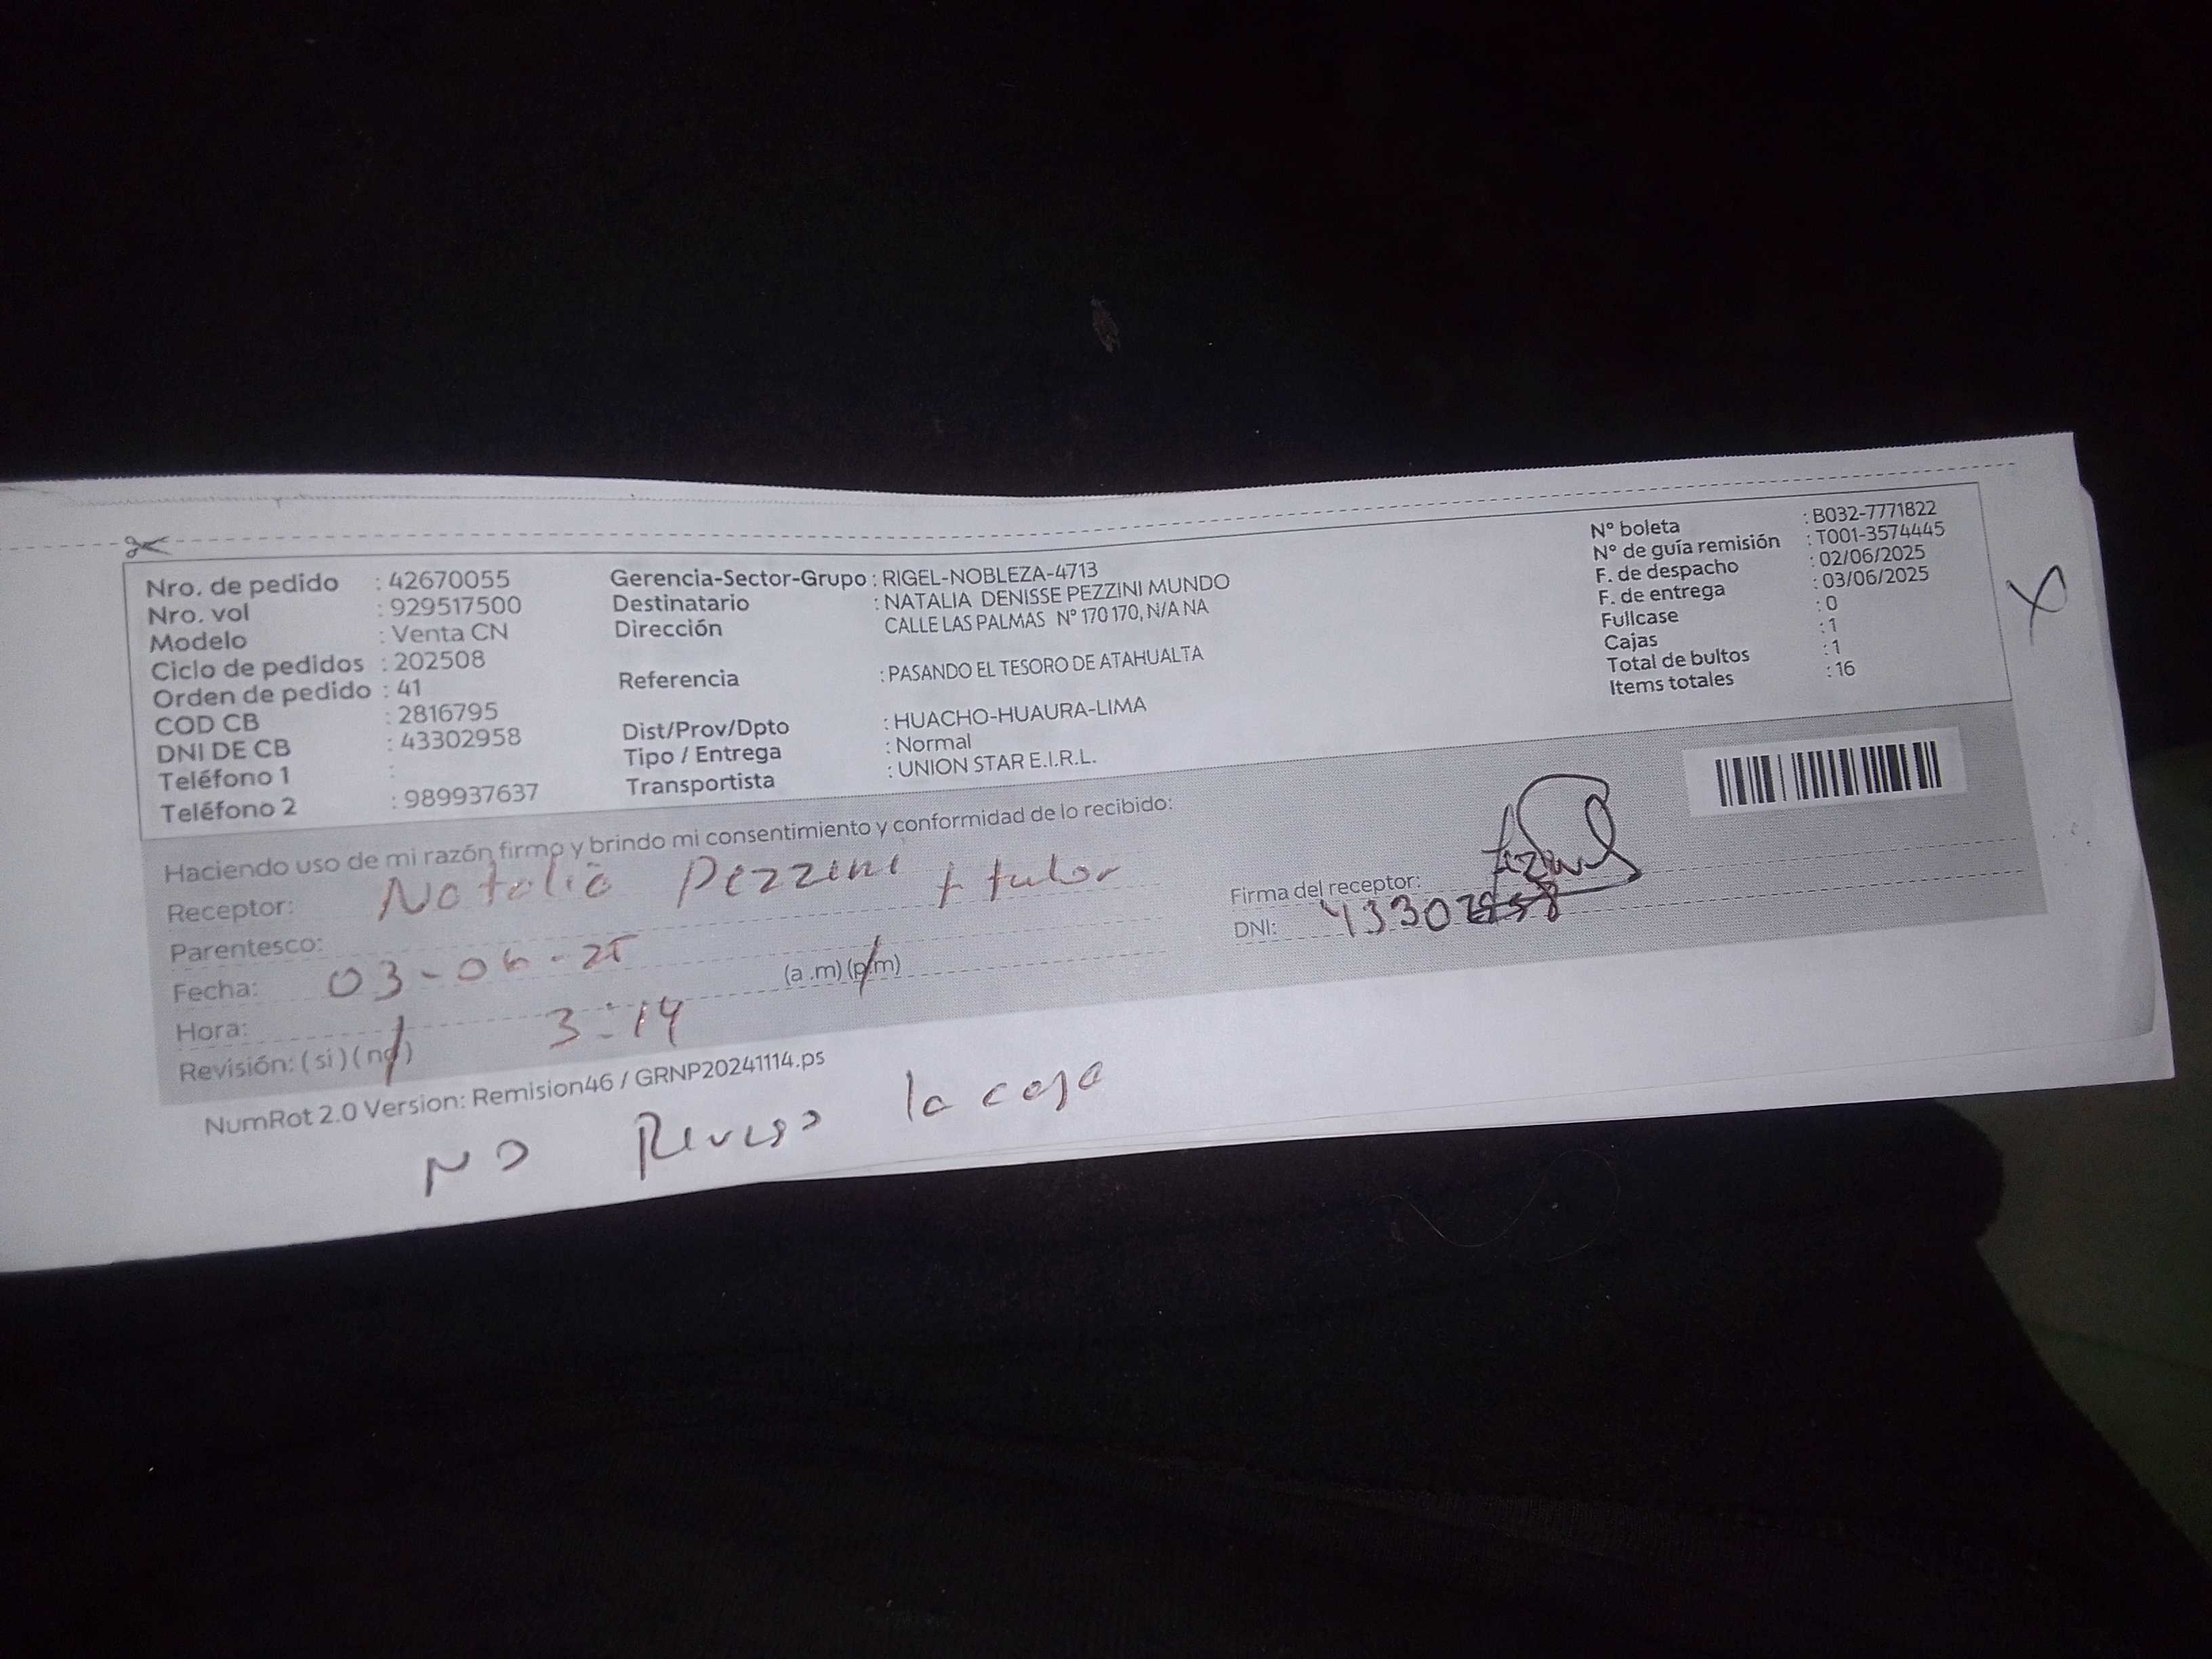 Nro. de pedido : 42670055
Nro. vol : 929517500
Modelo : Venta CN
Ciclo de pedidos : 202508
Orden de pedido : 41
COD CB : 2816795
DNI DE CB : 43302958
Teléfono 1 :
Teléfono 2 : 989937637
Gerencia-Sector-Grupo : RIGEL-NOBLEZA-4713
Destinatario : NATALIA DENISSE PEZZINI MUNDO
Dirección CALLE LAS PALMAS N° 170 170, N/A NA
Referencia : PASANDO EL TESORO DE ATAHUALTA
Dist/Prov/Dpto : HUACHO-HUAURA-LIMA
Tipo / Entrega : Normal
Transportista : UNION STAR E.I.R.L.
N° boleta : B032-7771822
N° de guía remisión : T001-3574445
F. de despacho : 02/06/2025
F. de entrega : 03/06/2025
Fullcase : 0
Cajas : 1
Total de bultos : 1
Items totales : 16
Haciendo uso de mi razón firmo y brindo mi consentimiento y conformidad de lo recibido:
Receptor: Natalia Pezzini titular
Parentesco:
Fecha: 03-06-25
Hora: 3:14 (a.m) (p.m)
Revisión: (si) (no)
Firma del receptor:
DNI:
NumRot 2.0 Version: Remision46 / GRNP20241114.ps
NO Reviso la caja